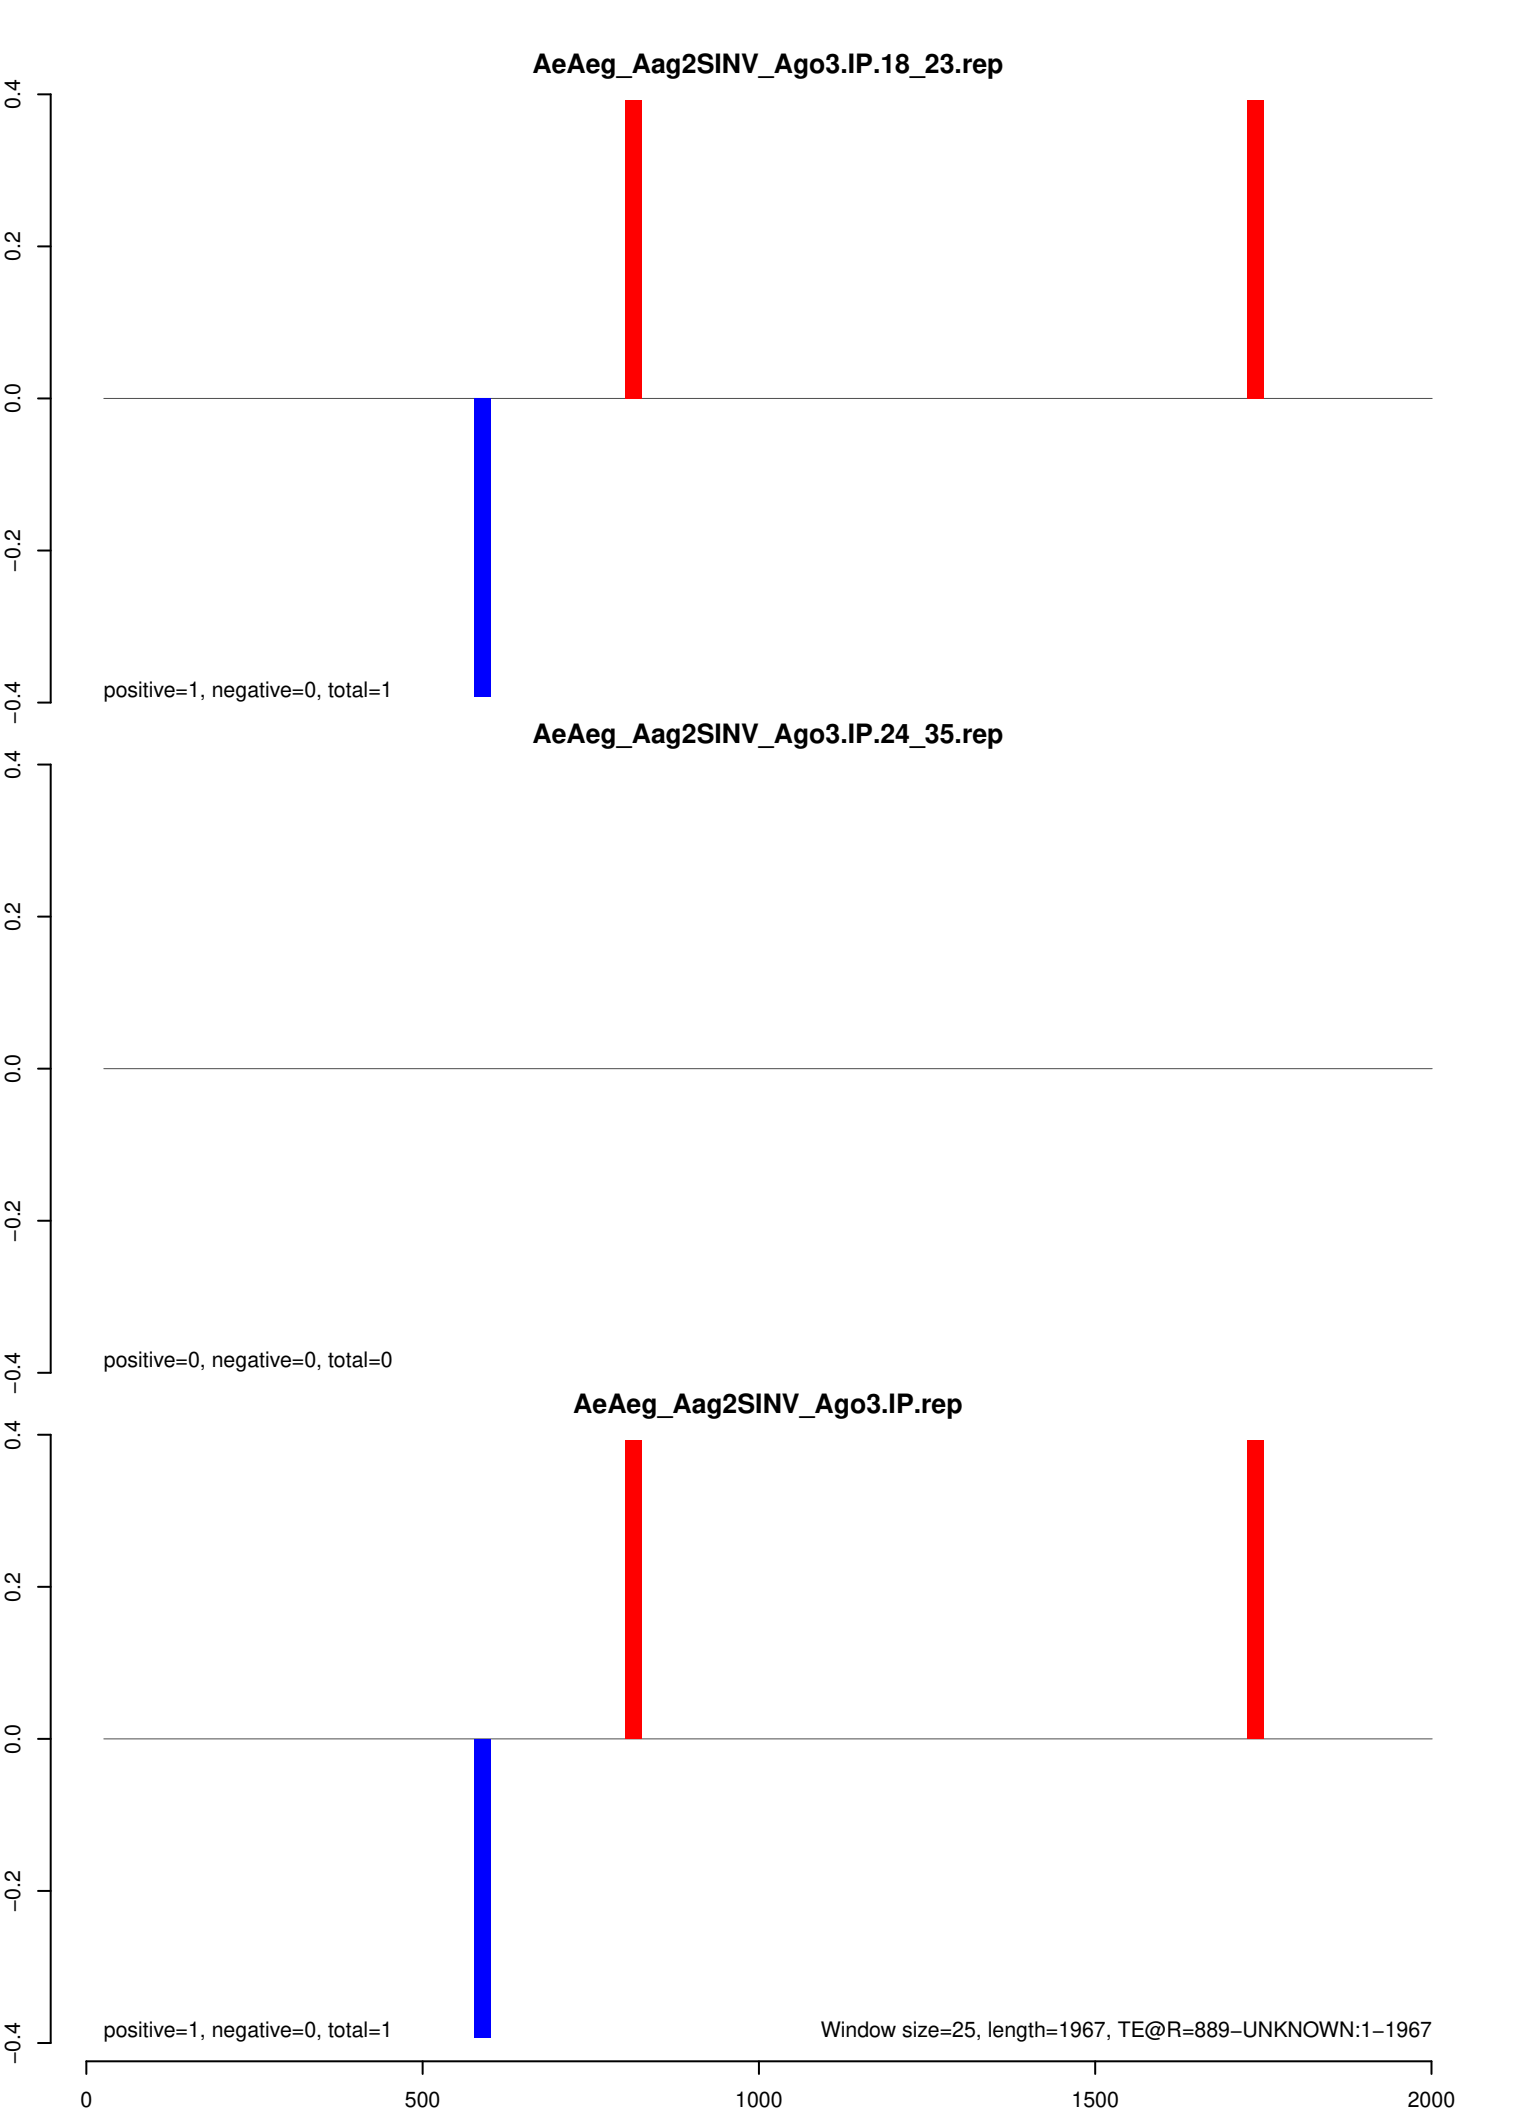 AeAeg_Aag2SINV_Ago3.IP.18_23.rep
0.4
0.2
0.0
−0.2
−0.4
positive=1, negative=0, total=1
AeAeg_Aag2SINV_Ago3.IP.24_35.rep
0.4
0.2
0.0
−0.2
−0.4
positive=0, negative=0, total=0
AeAeg_Aag2SINV_Ago3.IP.rep
0.4
0.2
0.0
−0.2
−0.4
positive=1, negative=0, total=1
Window size=25, length=1967, TE@R=889−UNKNOWN:1−1967
0 500 1000 1500 2000